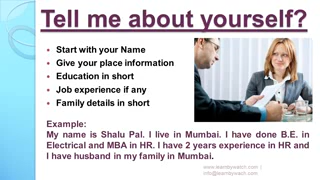 Tell me about yourself?
• Start with your Name
• Give your place information
• Education in short
• Job experience if any
• Family details in short
Example:
My name is Shalu Pal. I live in Mumbai. I have done B.E. in
Electrical and MBA in HR. I have 2 years experience in HR and
I have husband in my family in Mumbai.
www.learnbywatch.com |
info@learnbywatch.com